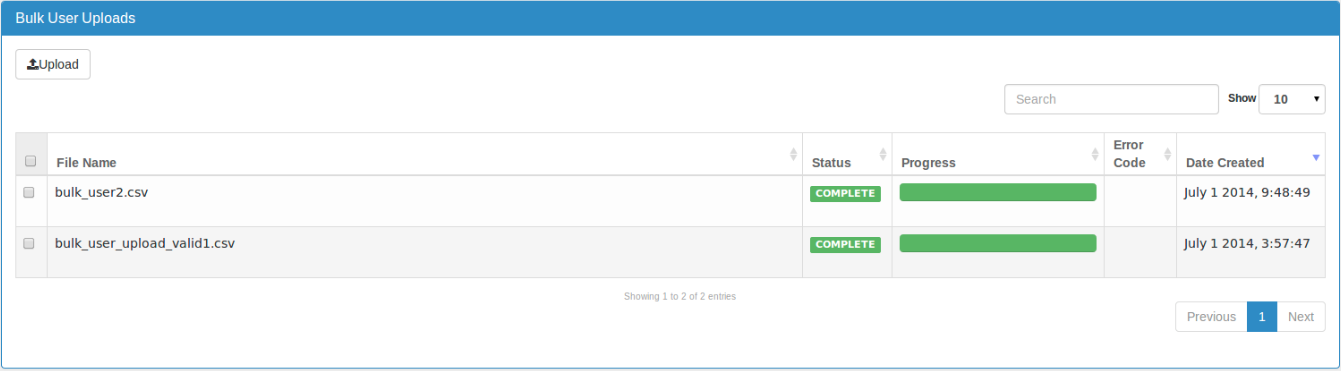 Bulk User Uploads
Upload
Search Show 10
File Name Status Progress Error Code Date Created
bulk_user2.csv COMPLETE July 1 2014, 9:48:49
bulk_user_upload_valid1.csv COMPLETE July 1 2014, 3:57:47
Showing 1 to 2 of 2 entries
Previous 1 Next